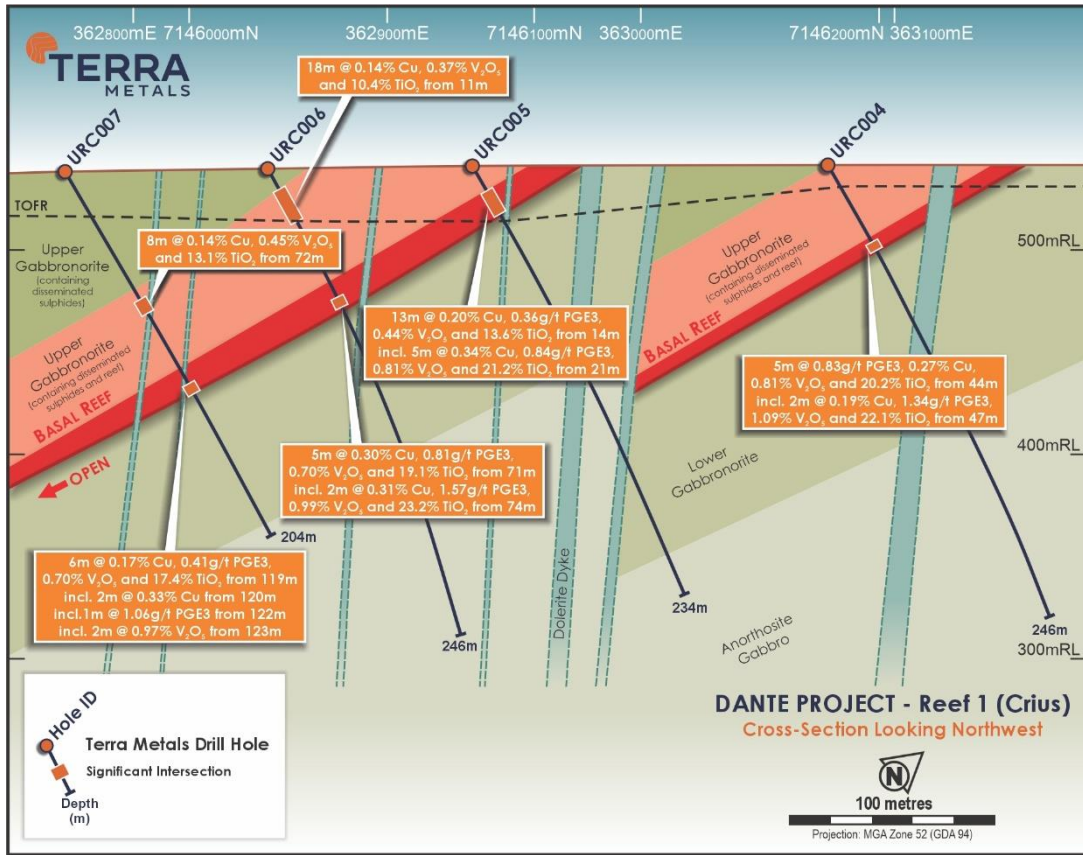 362800mE 7146000mN 362900mE 7146100mN 363000mE 7146200mN 363100mE
TERRA
METALS
18m @ 0.14% Cu, 0.37% V₂O₅
and 10.4% TiO₂ from 11m
URC007
URC006
URC005
URC004
TOFR
500mRL
400mRL
300mRL
Upper
Gabbronorite
(containing
disseminated
sulphides)
8m @ 0.14% Cu, 0.45% V₂O₅
and 13.1% TiO₂ from 72m
Upper
Gabbronorite
(containing disseminated
sulphides and reef)
BASAL REEF
OPEN
13m @ 0.20% Cu, 0.36g/t PGE3,
0.44% V₂O₅ and 13.6% TiO₂ from 14m
incl. 5m @ 0.34% Cu, 0.84g/t PGE3,
0.81% V₂O₅ and 21.2% TiO₂ from 21m
Upper
Gabbronorite
(containing disseminated
sulphides and reef)
BASAL REEF
5m @ 0.83g/t PGE3, 0.27% Cu,
0.81% V₂O₅ and 20.2% TiO₂ from 44m
incl. 2m @ 0.19% Cu, 1.34g/t PGE3,
1.09% V₂O₅ and 22.1% TiO₂ from 47m
5m @ 0.30% Cu, 0.81g/t PGE3,
0.70% V₂O₅ and 19.1% TiO₂ from 71m
incl. 2m @ 0.31% Cu, 1.57g/t PGE3,
0.99% V₂O₅ and 23.2% TiO₂ from 74m
Lower
Gabbronorite
6m @ 0.17% Cu, 0.41g/t PGE3,
0.70% V₂O₅ and 17.4% TiO₂ from 119m
incl. 2m @ 0.33% Cu from 120m
incl.1m @ 1.06g/t PGE3 from 122m
incl. 2m @ 0.97% V₂O₅ from 123m
204m
246m
234m
246m
Dolerite Dyke
Anorthosite
Gabbro
Hole ID
Terra Metals Drill Hole
Significant Intersection
Depth
(m)
DANTE PROJECT - Reef 1 (Crius)
Cross-Section Looking Northwest
N
100 metres
Projection: MGA Zone 52 (GDA 94)